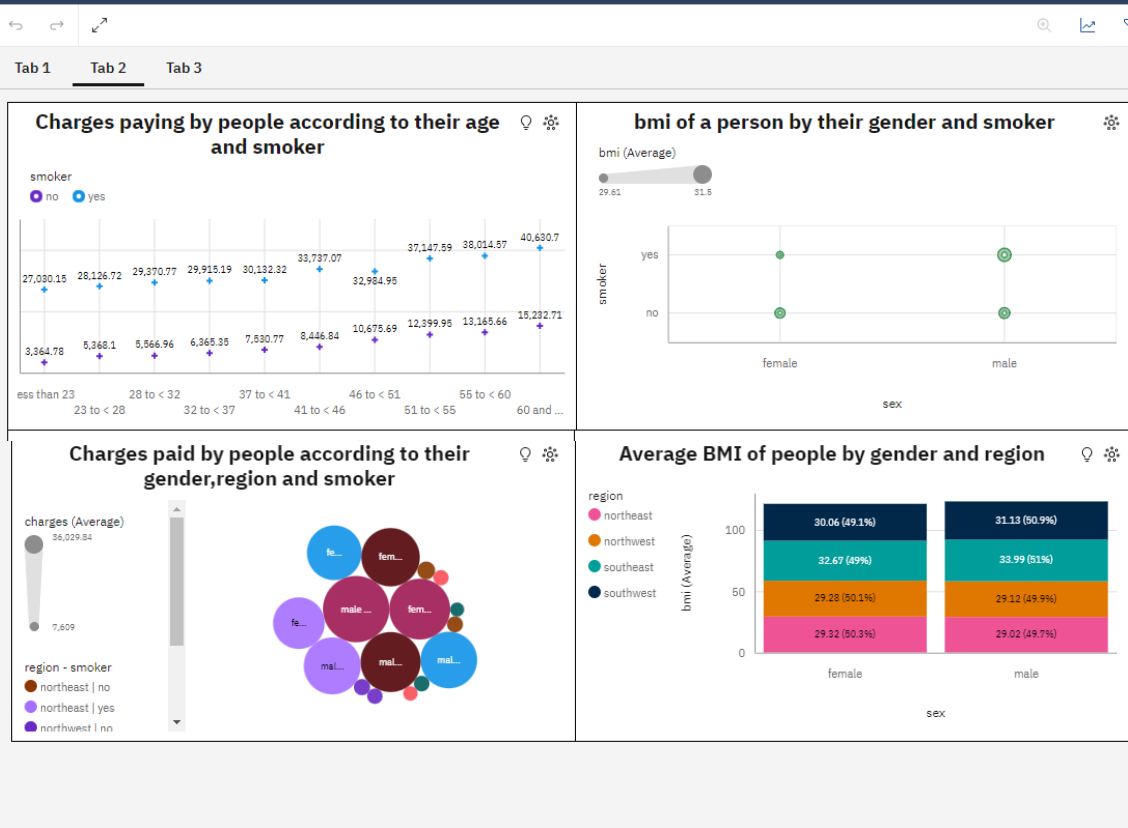 Tab 1 Tab 2 Tab 3
Charges paying by people according to their age
and smoker
smoker
no yes
27,030.15 28,126.72 29,370.77 29,915.19 30,132.32 33,737.07 32,984.95 37,147.59 38,014.57 40,630.7
3,364.78 5,368.1 5,566.96 6,365.35 7,530.77 8,446.84 10,675.69 12,399.95 13,165.66 15,232.71
ess than 23 28 to < 32 37 to < 41 46 to < 51 55 to < 60
23 to < 28 32 to < 37 41 to < 46 51 to < 55 60 and ...
bmi of a person by their gender and smoker
bmi (Average)
29.61 31.5
smoker
yes
no
female male
sex
Charges paid by people according to their
gender,region and smoker
charges (Average)
36,029.84
7,609
region - smoker
northeast | no
northeast | yes
northwest | no
fe... fem...
male ... fem...
fe...
mal... mal... mal...
Average BMI of people by gender and region
region
northeast
northwest
southeast
southwest
bmi (Average)
100
50
0
30.06 (49.1%) 31.13 (50.9%)
32.67 (49%) 33.99 (51%)
29.28 (50.1%) 29.12 (49.9%)
29.32 (50.3%) 29.02 (49.7%)
female male
sex